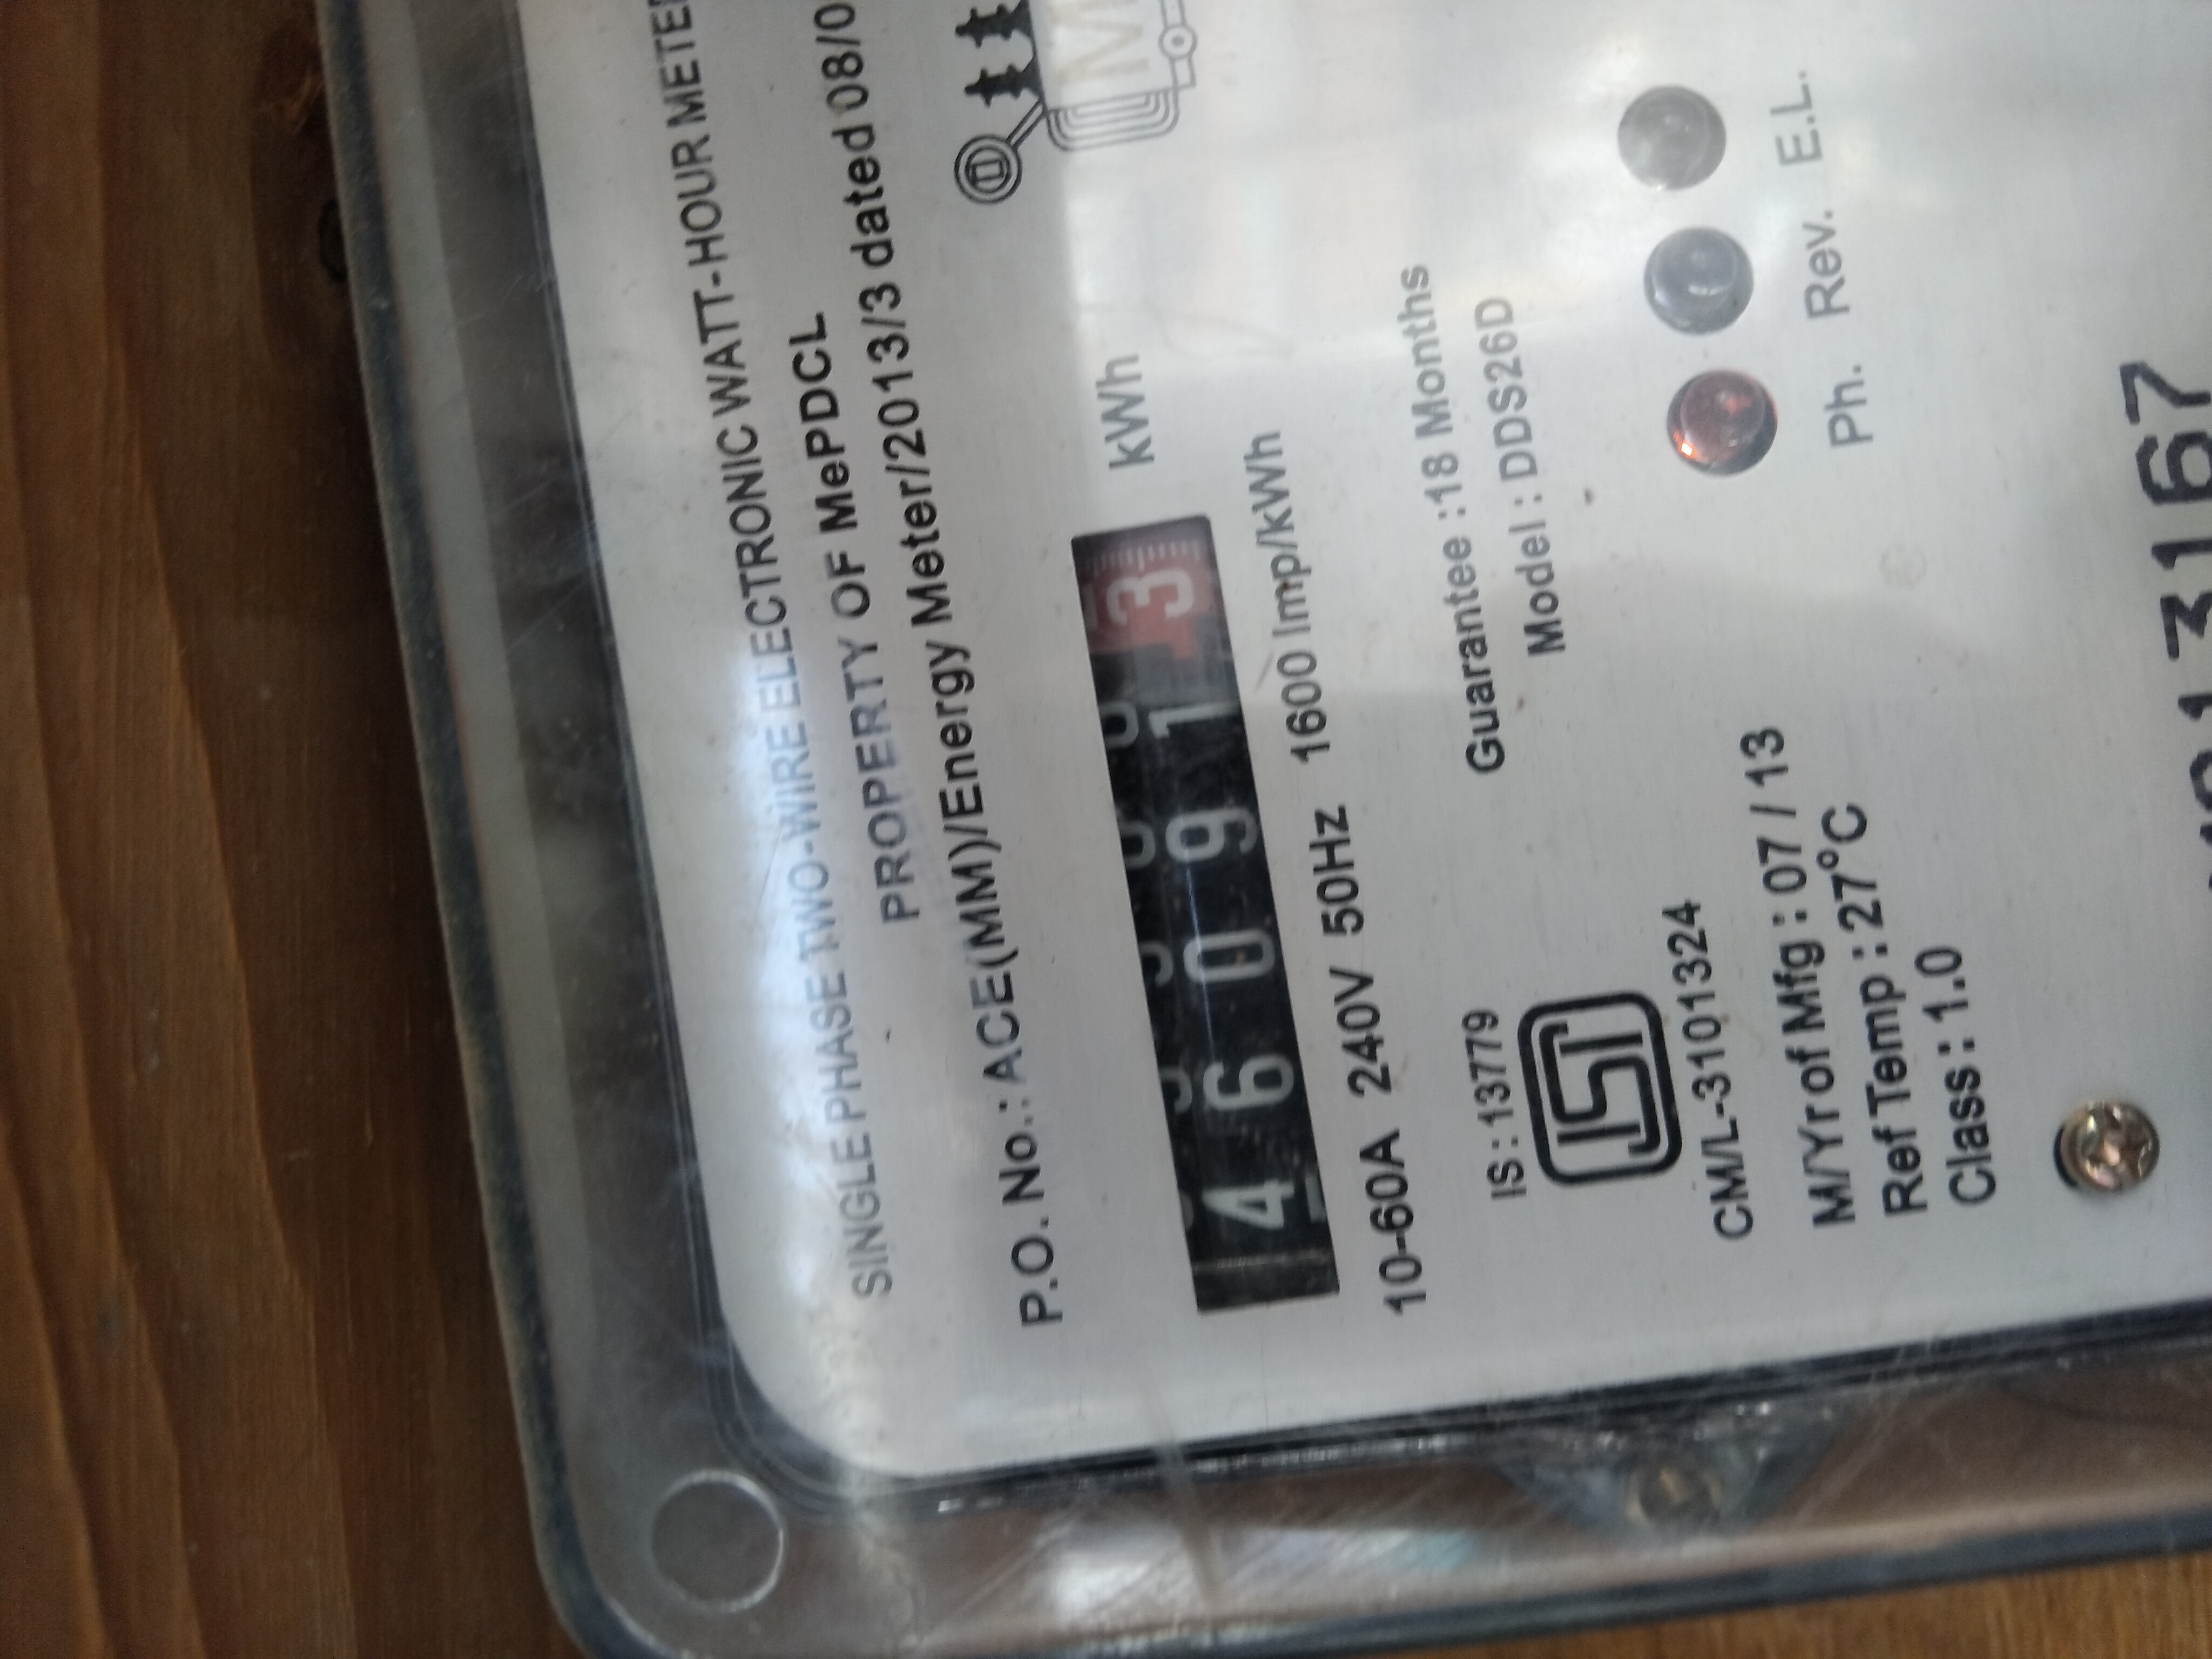 SINGLE PHASE TWO-WIRE ELECTRONIC WATT-HOUR METER
PROPERTY OF MePDCL
P.O. No.: ACE(MM)/Energy Meter/2013/3 dated 08/0
46091 3 kWh
10-60A 240V 50Hz 1600 Imp/kWh
IS : 13779
Guarantee :18 Months
Model : DDS26D
CM/L-3101324
M/Yr of Mfg : 07 / 13
Ref Temp : 27°C
Class : 1.0
Ph. Rev. E.L.
13167